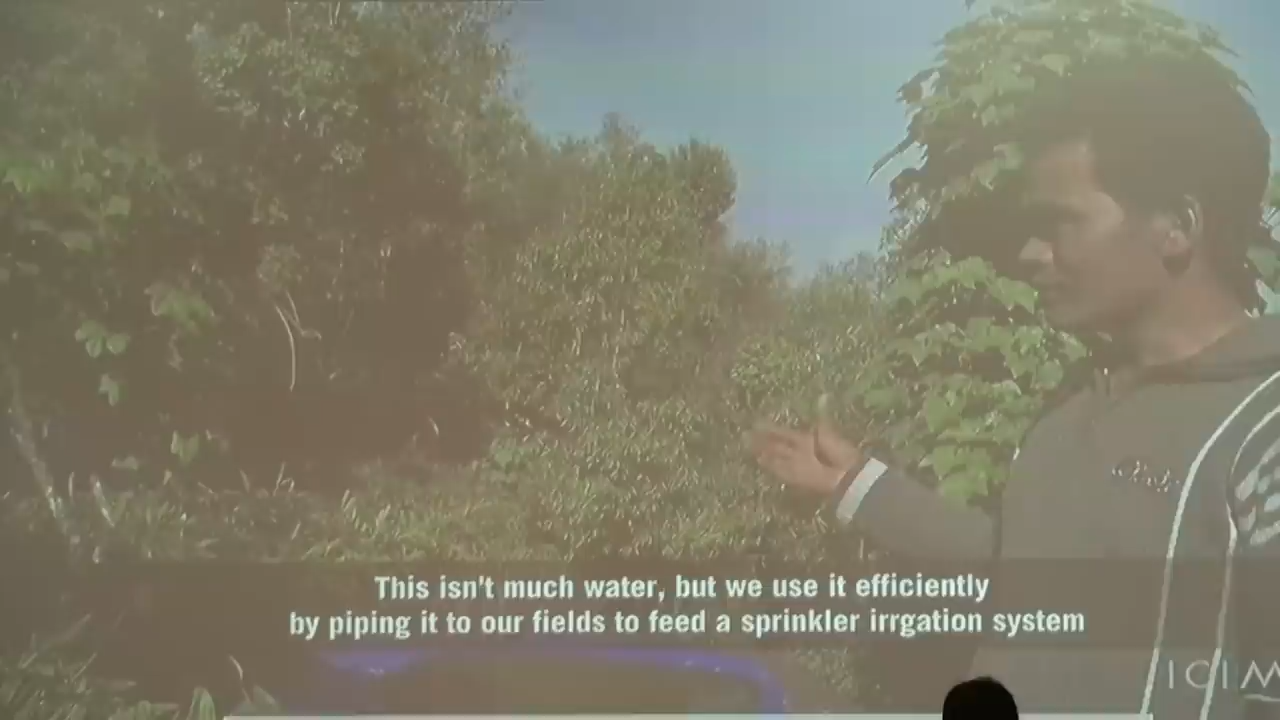 This isn't much water, but we use it efficiently
by piping it to our fields to feed a sprinkler irrgation system
ICIM